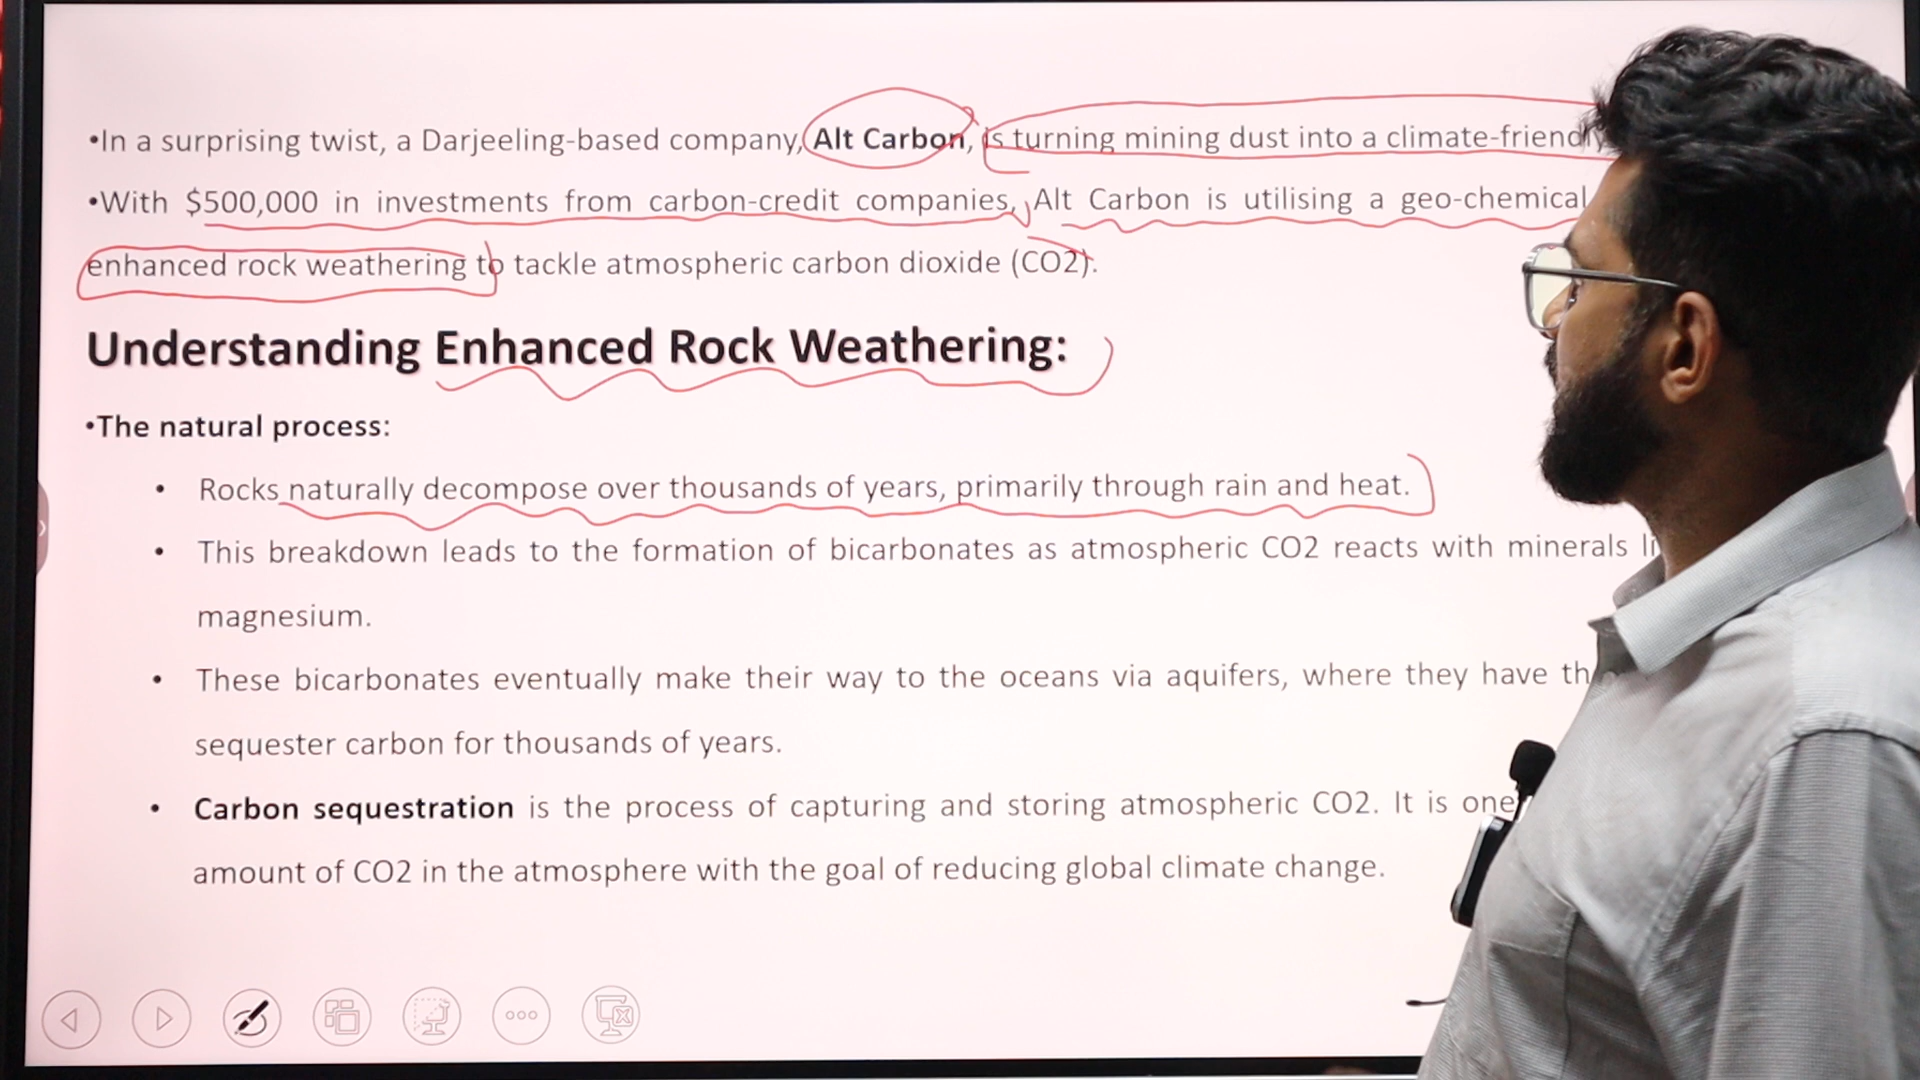 •In a surprising twist, a Darjeeling-based company, Alt Carbon, is turning mining dust into a climate-friendly
•With $500,000 in investments from carbon-credit companies, Alt Carbon is utilising a geo-chemical
enhanced rock weathering to tackle atmospheric carbon dioxide (CO2).
Understanding Enhanced Rock Weathering:
•The natural process:
• Rocks naturally decompose over thousands of years, primarily through rain and heat.
• This breakdown leads to the formation of bicarbonates as atmospheric CO2 reacts with minerals
magnesium.
• These bicarbonates eventually make their way to the oceans via aquifers, where they have
sequester carbon for thousands of years.
• Carbon sequestration is the process of capturing and storing atmospheric CO2. It is one
amount of CO2 in the atmosphere with the goal of reducing global climate change.